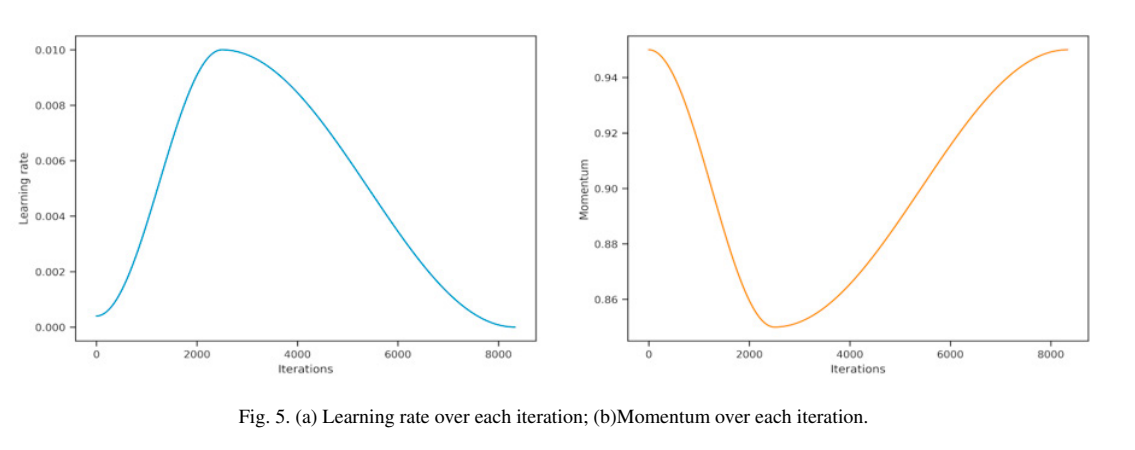 0.010
0.008
0.006
0.004
0.002
0.000
Learning rate
0 2000 4000 6000 8000
Iterations
0.94
0.92
0.90
0.88
0.86
Momentum
0 2000 4000 6000 8000
Iterations
Fig. 5. (a) Learning rate over each iteration; (b)Momentum over each iteration.